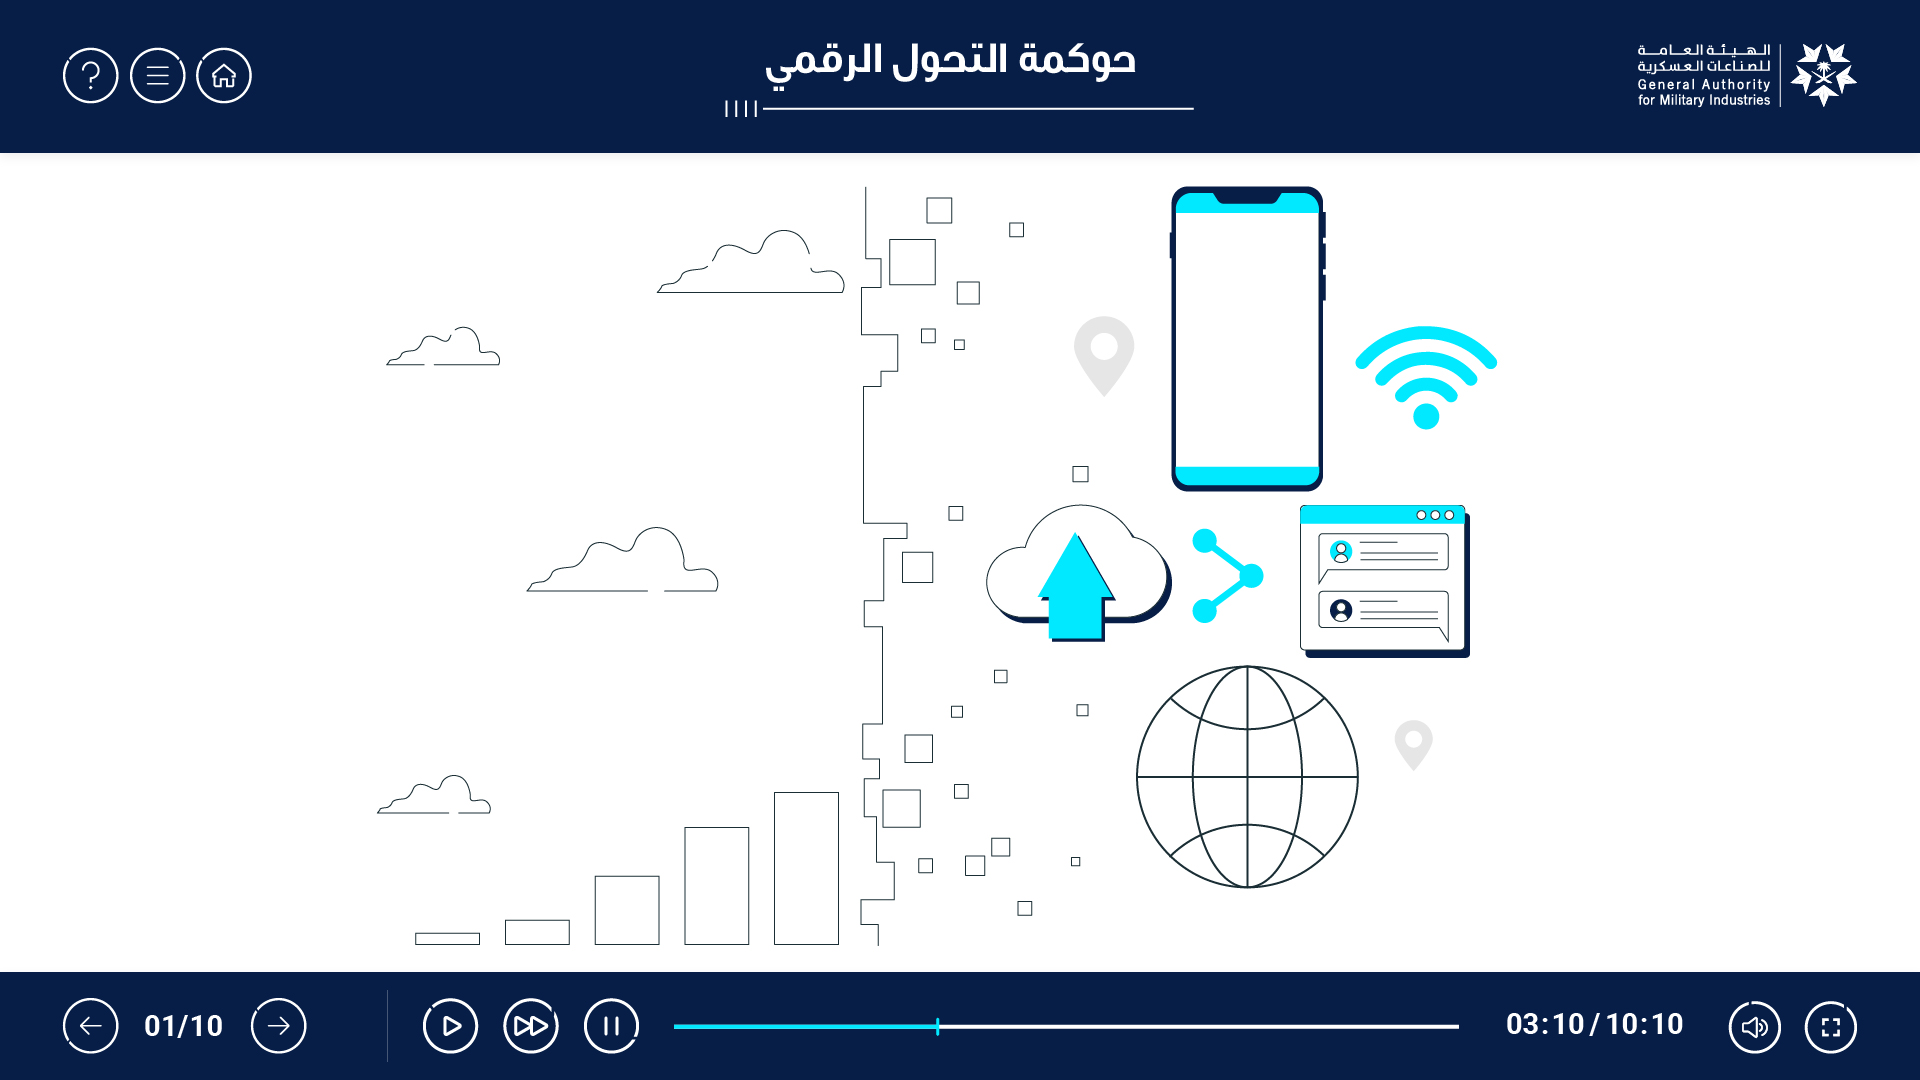 حوكمة التحول الرقمي
الهيئة العامة
للصناعات العسكرية
General Authority
for Military Industries
01/10
03:10/10:10